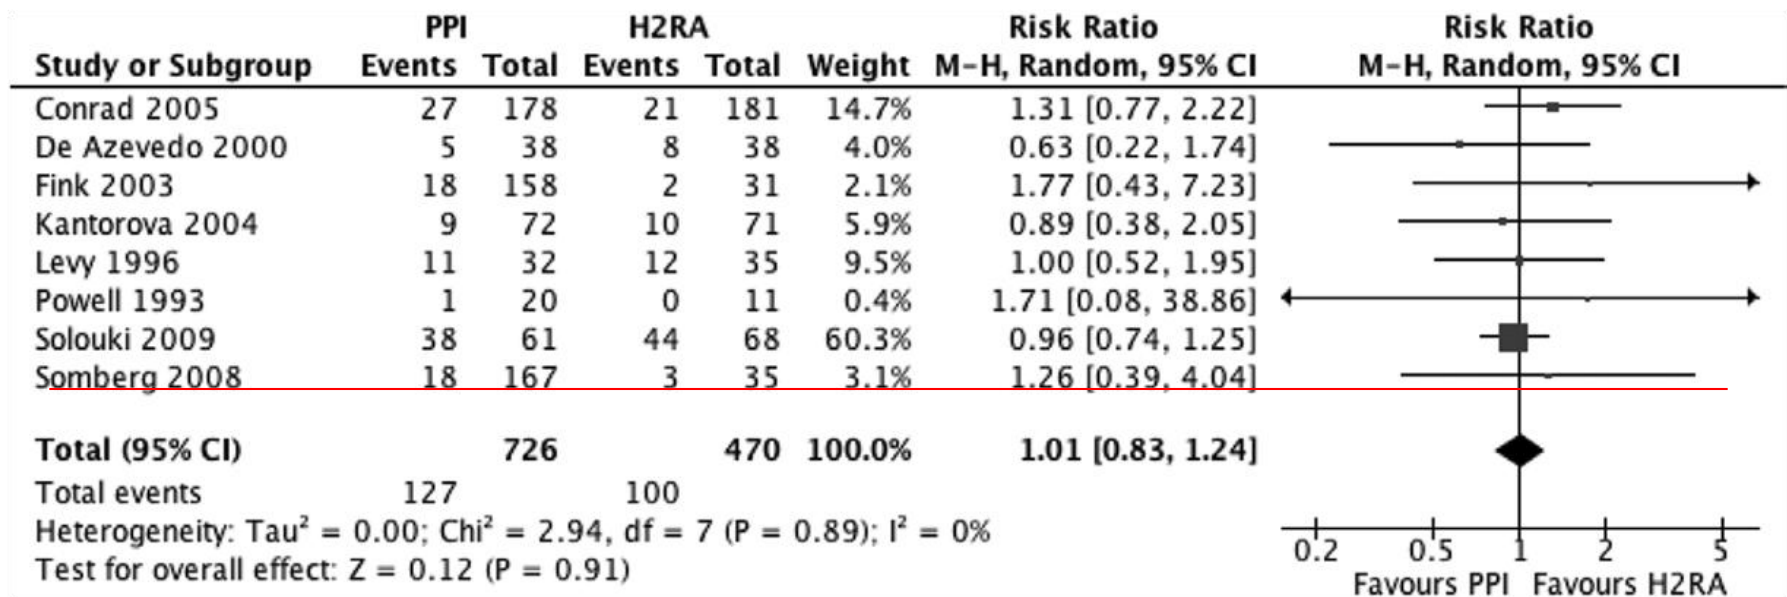 PPI H2RA Risk Ratio Risk Ratio
Study or Subgroup Events Total Events Total Weight M-H, Random, 95% CI M-H, Random, 95% CI
Conrad 2005 27 178 21 181 14.7% 1.31 [0.77, 2.22]
De Azevedo 2000 5 38 8 38 4.0% 0.63 [0.22, 1.74]
Fink 2003 18 158 2 31 2.1% 1.77 [0.43, 7.23]
Kantorova 2004 9 72 10 71 5.9% 0.89 [0.38, 2.05]
Levy 1996 11 32 12 35 9.5% 1.00 [0.52, 1.95]
Powell 1993 1 20 0 11 0.4% 1.71 [0.08, 38.86]
Solouki 2009 38 61 44 68 60.3% 0.96 [0.74, 1.25]
Somberg 2008 18 167 3 35 3.1% 1.26 [0.39, 4.04]
Total (95% CI) 726 470 100.0% 1.01 [0.83, 1.24]
Total events 127 100
Heterogeneity: Tau² = 0.00; Chi² = 2.94, df = 7 (P = 0.89); I² = 0%
Test for overall effect: Z = 0.12 (P = 0.91)
0.2 0.5 1 2 5
Favours PPI Favours H2RA